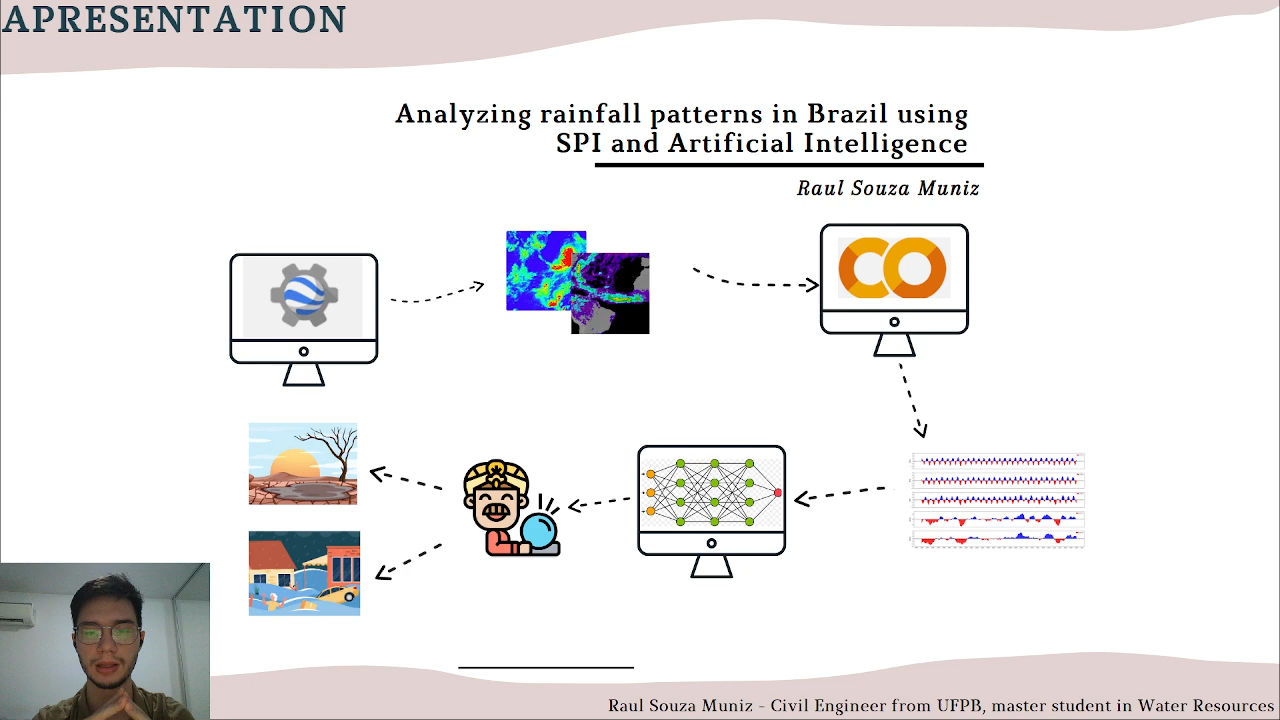 APRESENTATION
Analyzing rainfall patterns in Brazil using
SPI and Artificial Intelligence
Raul Souza Muniz
Raul Souza Muniz - Civil Engineer from UFPB, master student in Water Resources